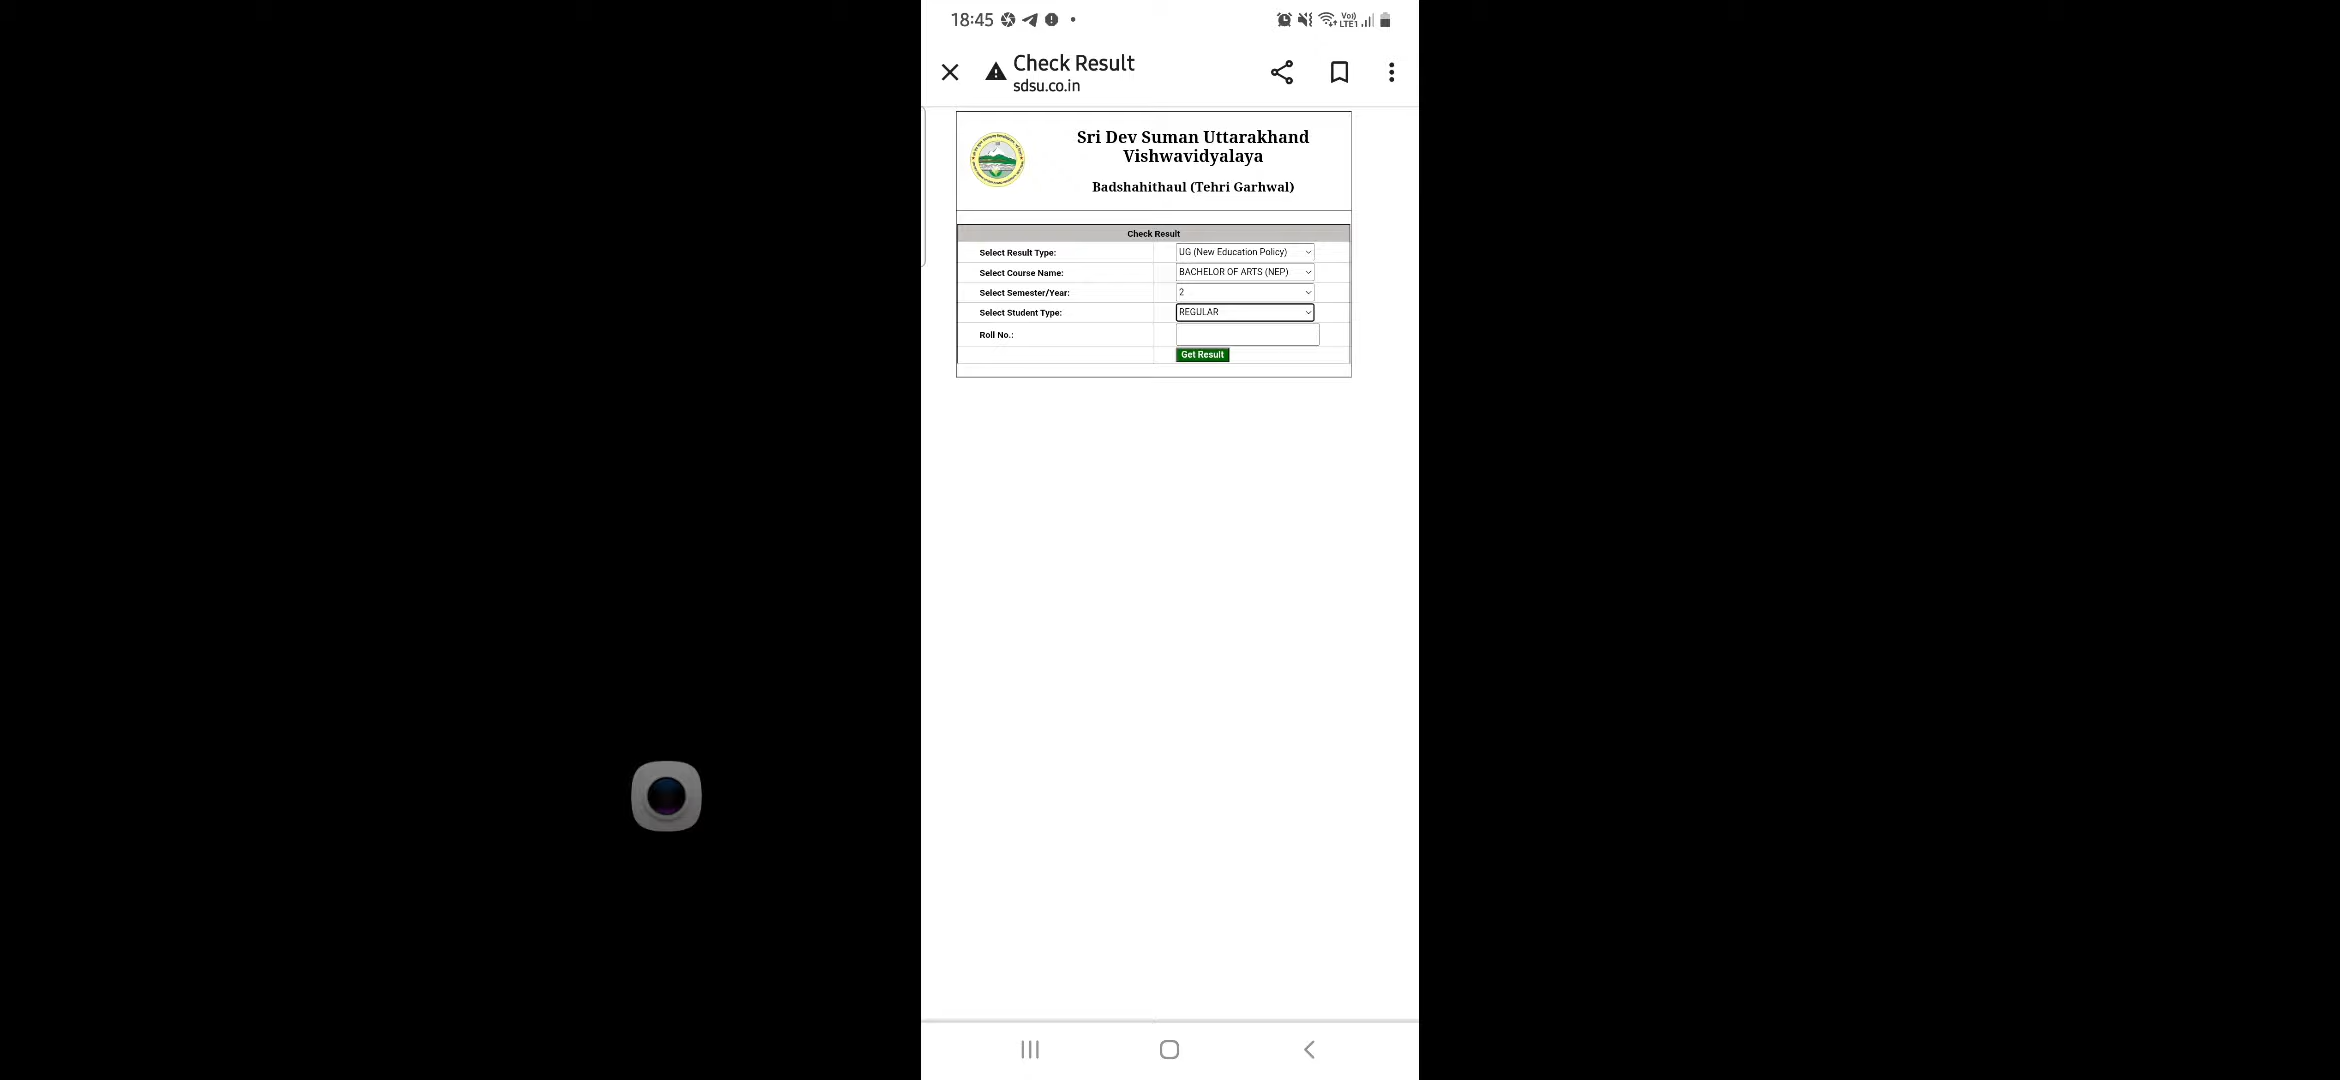 18:45
Vo)) LTE1
Check Result
sdsu.co.in
Sri Dev Suman Uttarakhand
Vishwavidyalaya
Badshahithaul (Tehri Garhwal)
Check Result
Select Result Type: UG (New Education Policy)
Select Course Name: BACHELOR OF ARTS (NEP)
Select Semester/Year: 2
Select Student Type: REGULAR
Roll No.:
Get Result